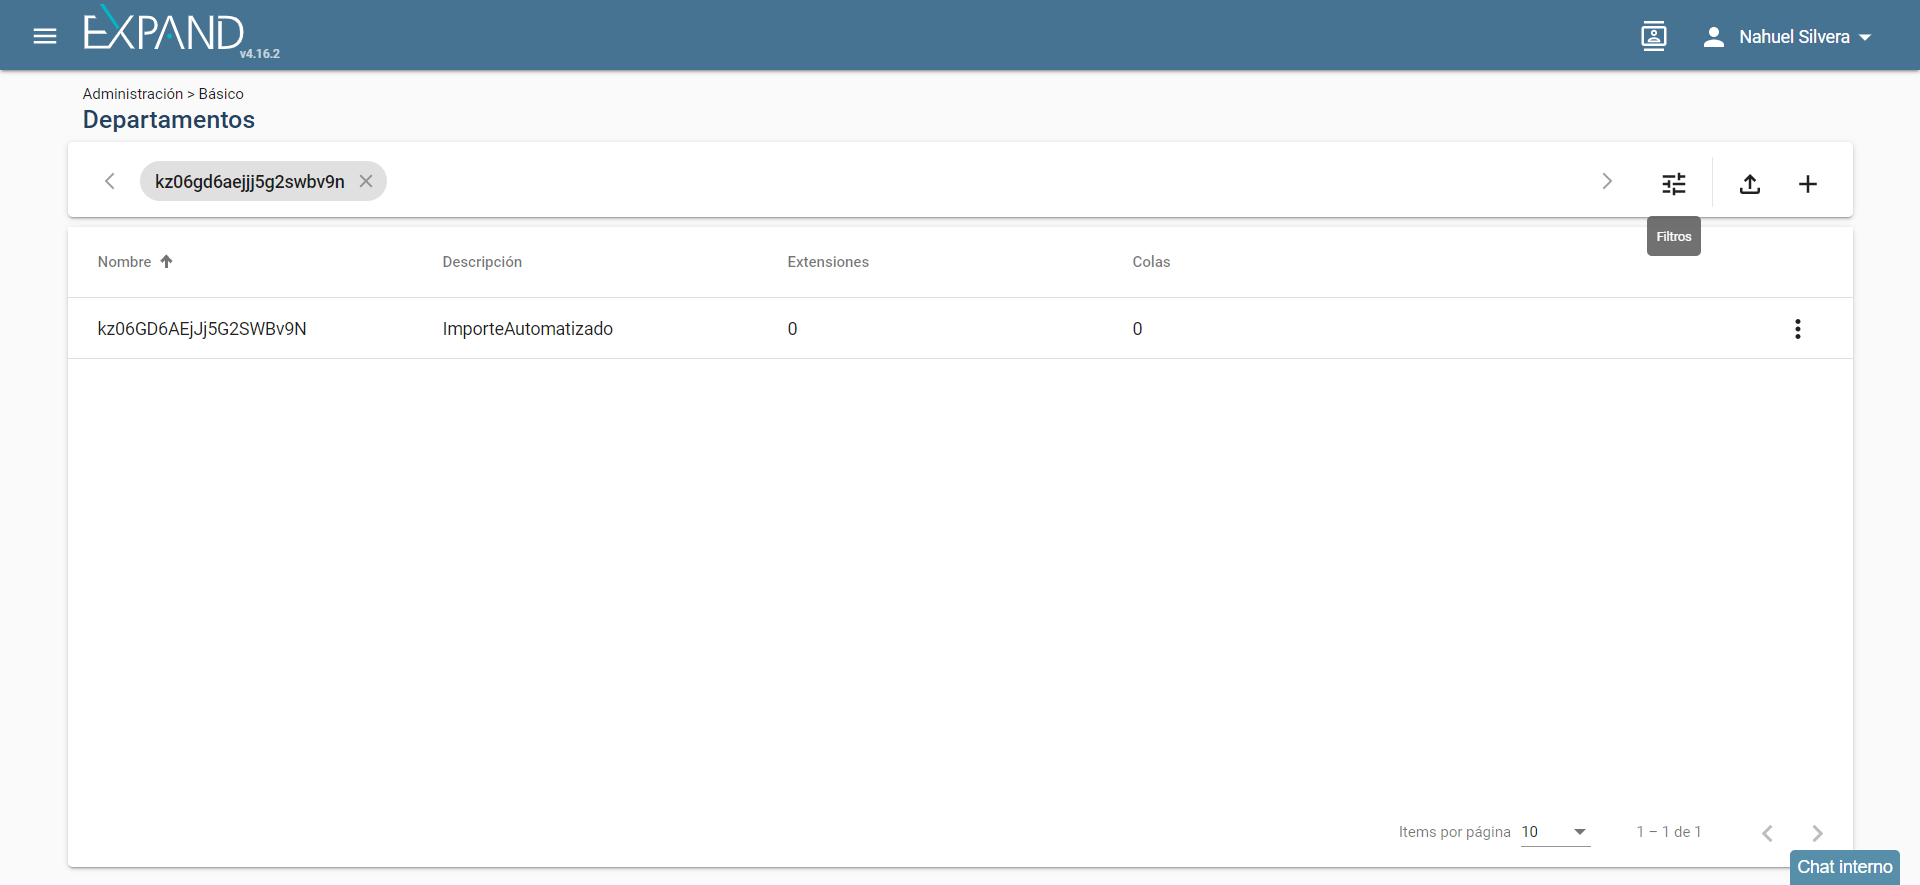 EXPAND
v4.16.2
Nahuel Silvera
Administración > Básico
Departamentos
kz06gd6aejjj5g2swbv9n
Filtros
Nombre Descripción Extensiones Colas
kz06GD6AEjJj5G2SWBv9N ImporteAutomatizado 0 0
Items por página 10 1 – 1 de 1
Chat interno